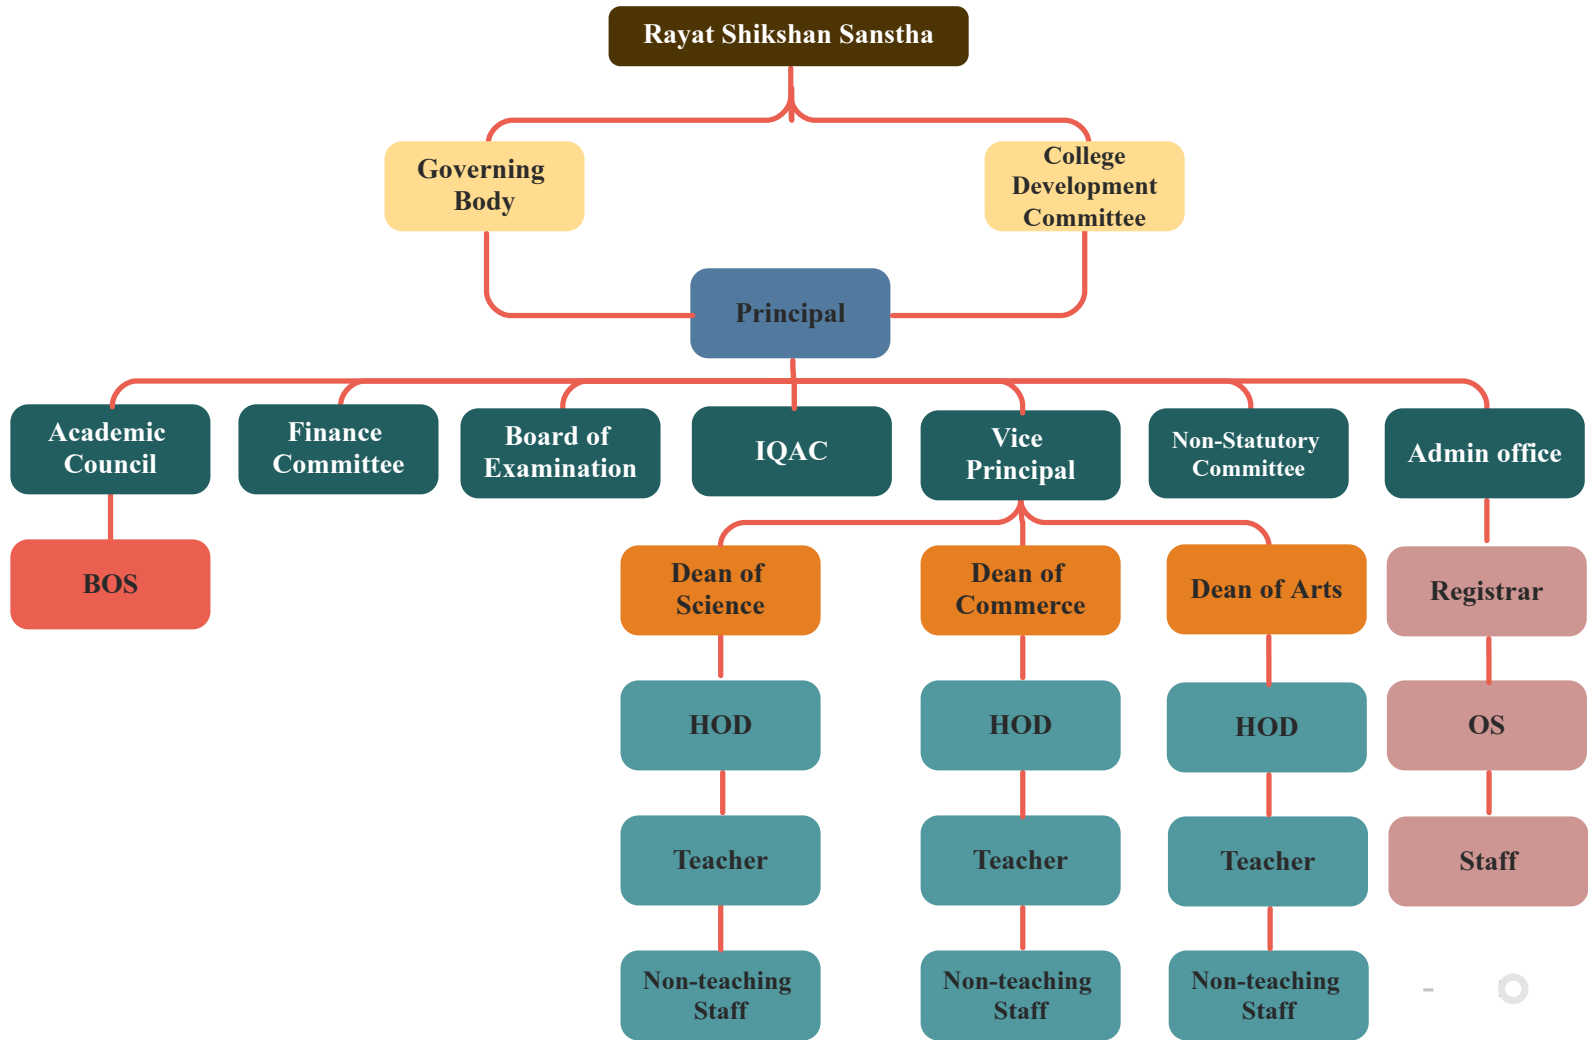 Rayat Shikshan Sanstha
Governing
Body
College
Development
Committee
Principal
Academic
Council
Finance
Committee
Board of
Examination
IQAC
Vice
Principal
Non-Statutory
Committee
Admin office
BOS
Dean of
Science
Dean of
Commerce
Dean of Arts
Registrar
HOD
HOD
HOD
OS
Teacher
Teacher
Teacher
Staff
Non-teaching
Staff
Non-teaching
Staff
Non-teaching
Staff